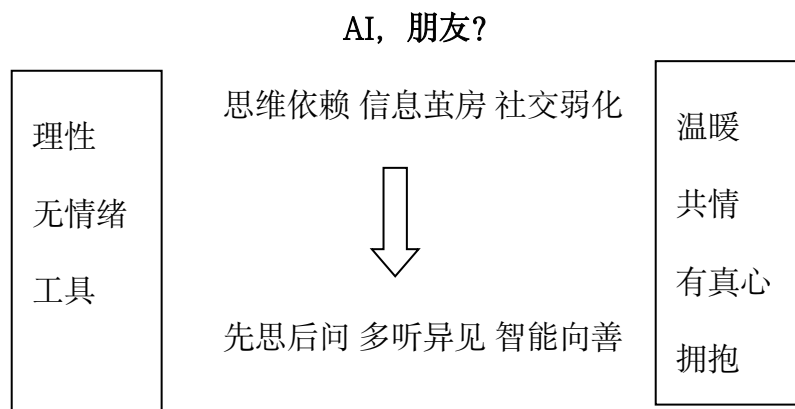 AI，朋友？
理性
无情绪
工具
思维依赖 信息茧房 社交弱化
先思后问 多听异见 智能向善
温暖
共情
有真心
拥抱